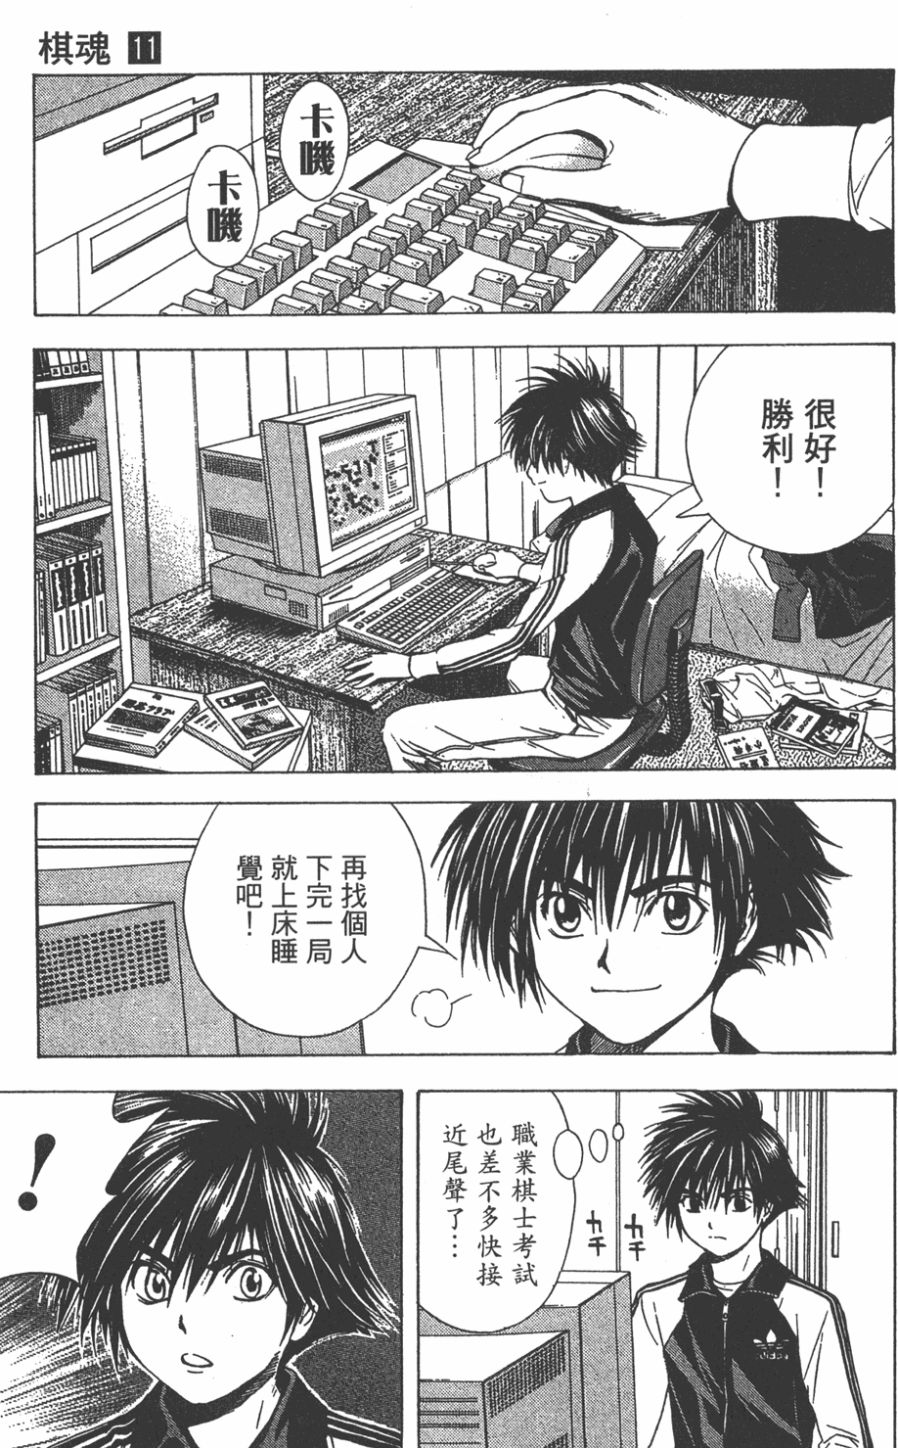 棋魂 11
卡嘰
卡嘰
很好！
勝利！
再找個人
下完一局
就上床睡
覺吧！
職業棋士考試
也差不多快接
近尾聲了…
カチ
カチ
！